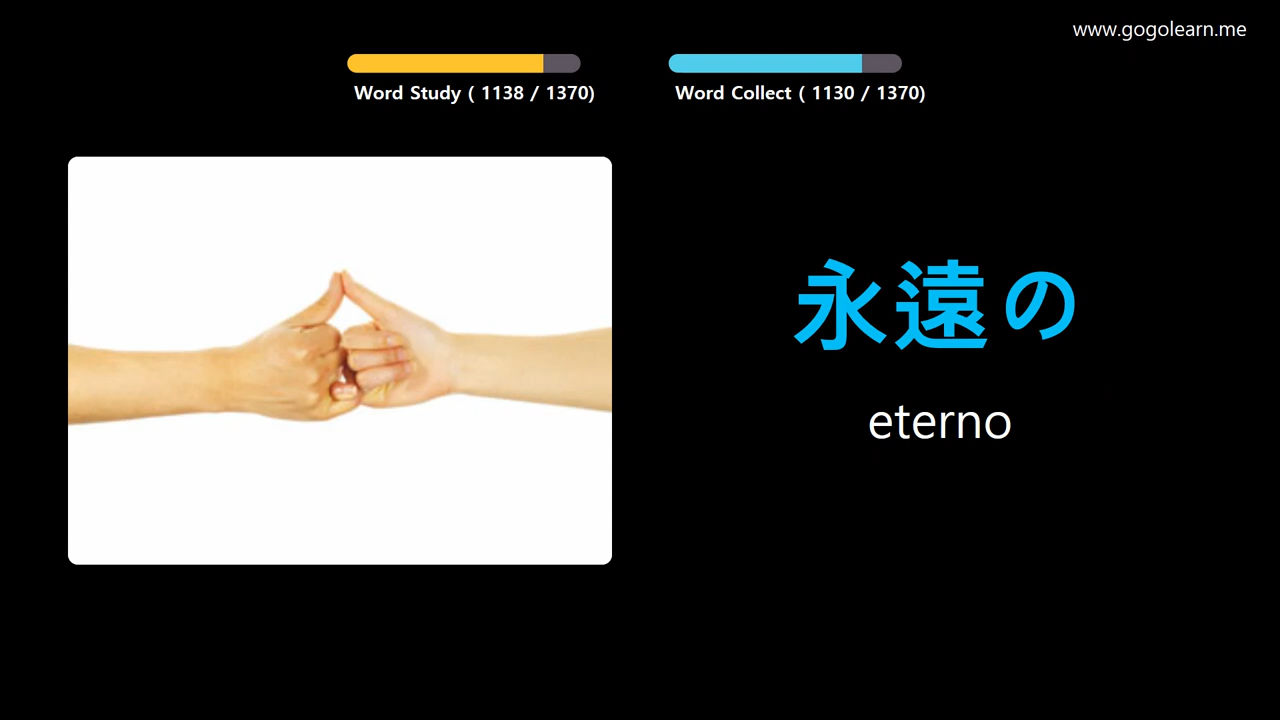 www.gogolearn.me
Word Study ( 1138 / 1370)
Word Collect ( 1130 / 1370)
永遠の
eterno